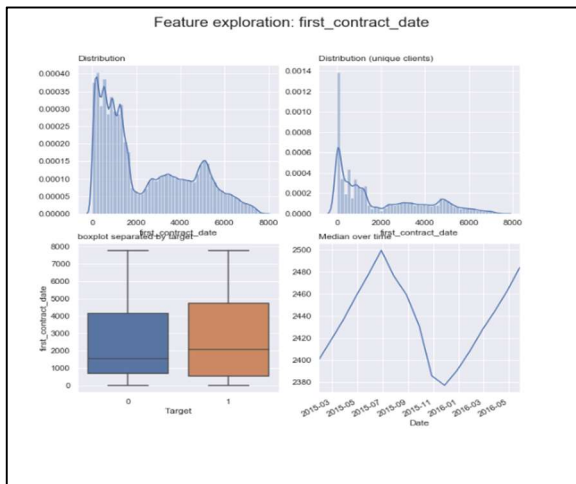 Feature exploration: first_contract_date
Distribution
Distribution (unique clients)
0.00040
0.00035
0.00030
0.00025
0.00020
0.00015
0.00010
0.00005
0.00000
0 2000 4000 6000 8000
first_contract_date
0.0014
0.0012
0.0010
0.0008
0.0006
0.0004
0.0002
0.0000
0 2000 4000 6000 8000
first_contract_date
boxplot separated by target
Median over time
8000
7000
6000
5000
4000
3000
2000
1000
0
first_contract_date
0 1
Target
2500
2480
2460
2440
2420
2400
2380
2015-03 2015-05 2015-07 2015-09 2015-11 2016-01 2016-03 2016-05
Date